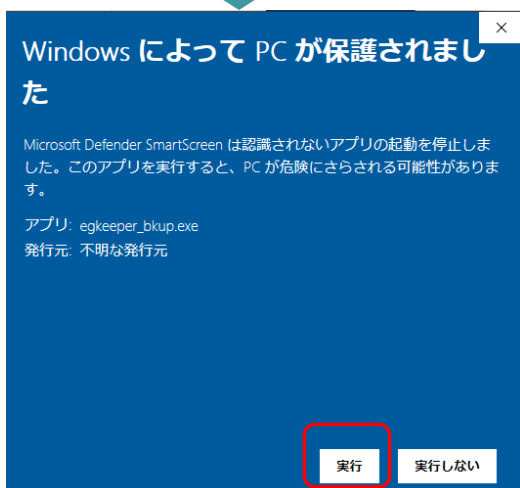 Windows によって PC が保護されまし
た
Microsoft Defender SmartScreen は認識されないアプリの起動を停止しま
した。このアプリを実行すると、PC が危険にさらされる可能性がありま
す。
アプリ: egkeeper_bkup.exe
発行元: 不明な発行元
実行 実行しない